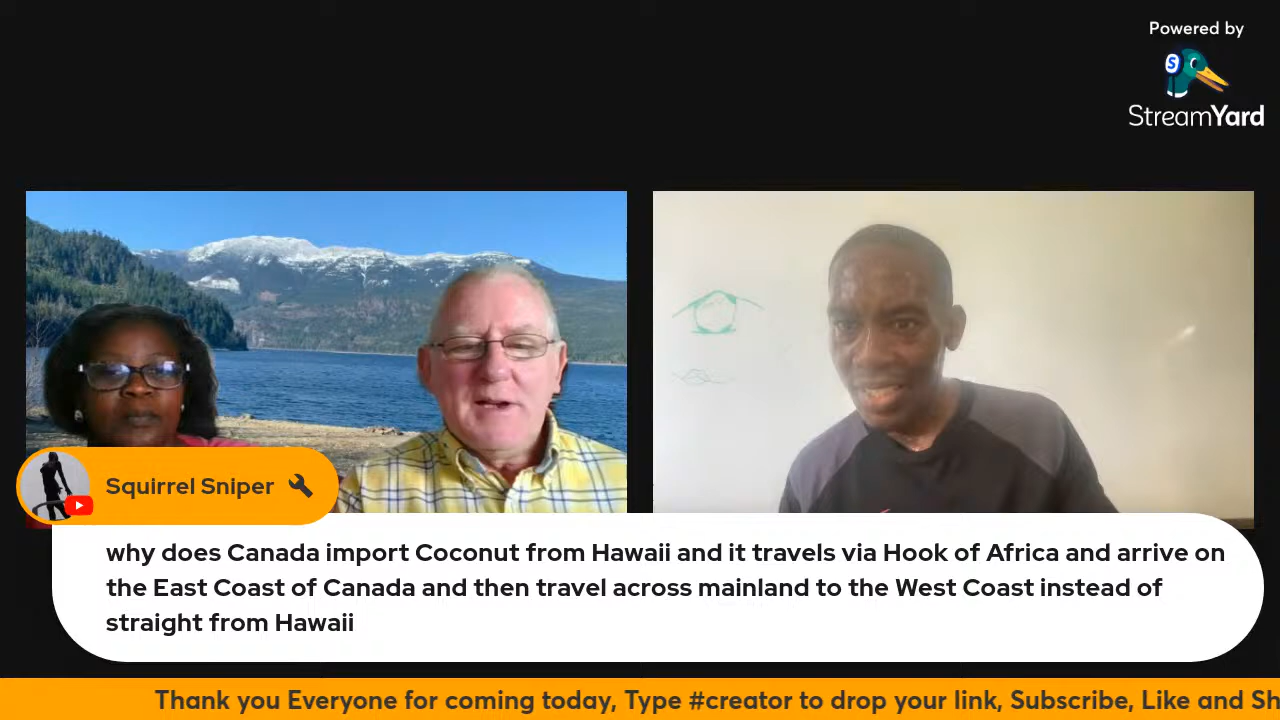 Powered by
StreamYard
Squirrel Sniper
why does Canada import Coconut from Hawaii and it travels via Hook of Africa and arrive on
the East Coast of Canada and then travel across mainland to the West Coast instead of
straight from Hawaii
Thank you Everyone for coming today, Type #creator to drop your link, Subscribe, Like and Sh